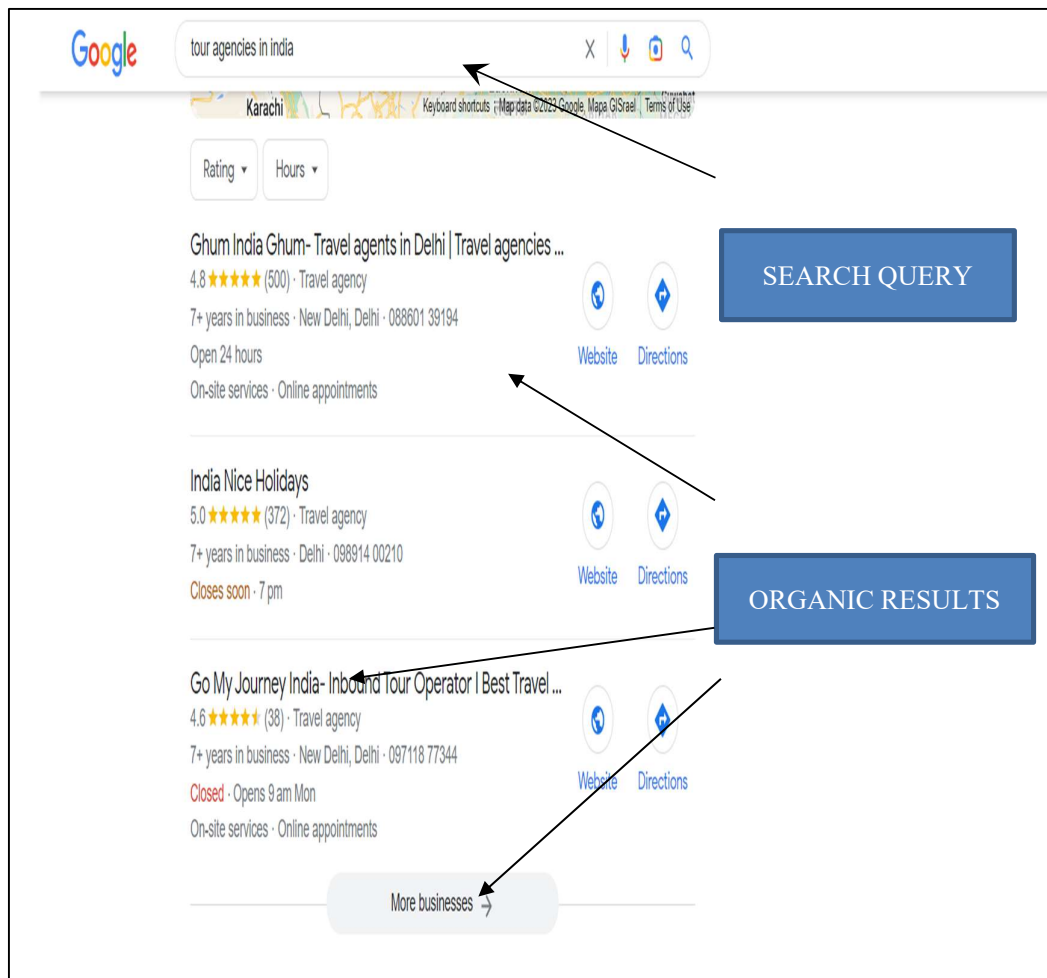 Google
tour agencies in india
Karachi
Keyboard shortcuts Map data ©2023 Google, Mapa GISrael Terms of Use
Rating Hours
Ghum India Ghum- Travel agents in Delhi | Travel agencies ...
4.8 ★★★★★ (500) · Travel agency
7+ years in business · New Delhi, Delhi · 088601 39194
Open 24 hours
On-site services · Online appointments
Website Directions
SEARCH QUERY
India Nice Holidays
5.0 ★★★★★ (372) · Travel agency
7+ years in business · Delhi · 098914 00210
Closes soon · 7 pm
Website Directions
ORGANIC RESULTS
Go My Journey India- Inbound Tour Operator I Best Travel ...
4.6 ★★★★★ (38) · Travel agency
7+ years in business · New Delhi, Delhi · 097118 77344
Closed · Opens 9 am Mon
On-site services · Online appointments
Website Directions
More businesses →